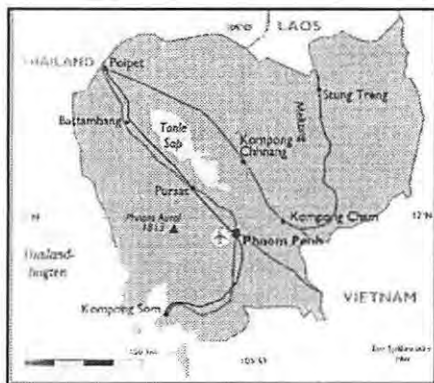 LAOS
THAILAND
Poipet
Stung Treng
Mekong
Battambang
Tonle
Sap
Kompong
Chhnang
Pursat
Kompong Cham
Phnom Aural
1813
12°N
Phnom Penh
Thailand-
bugten
VIETNAM
Kompong Som